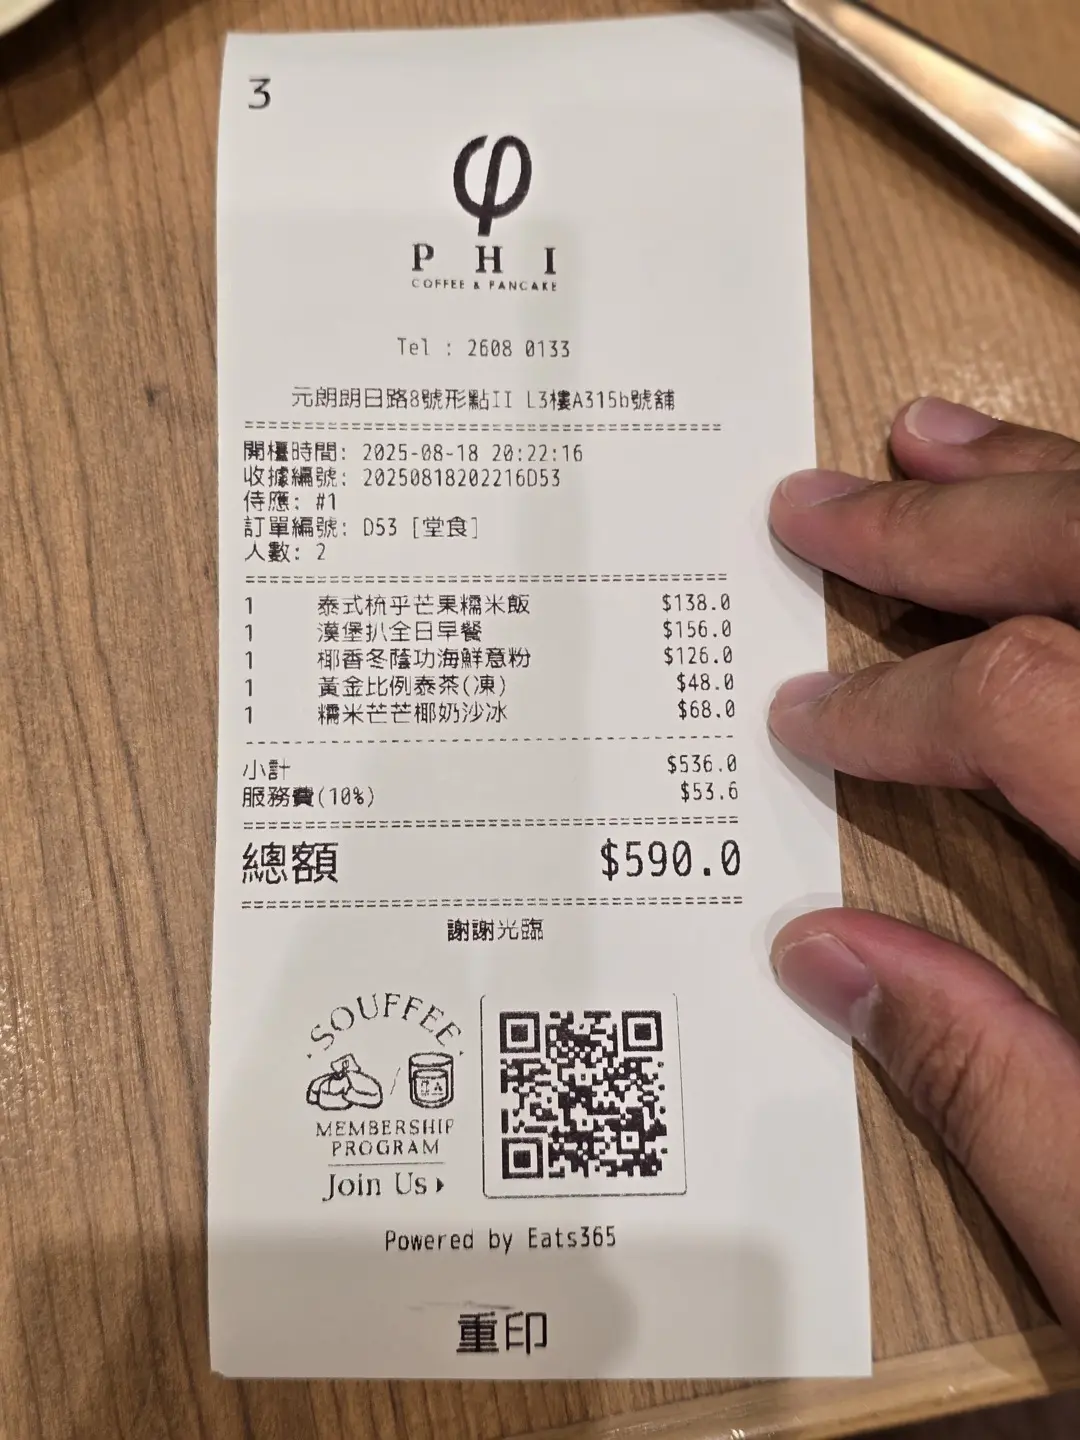 3
φ
PHI
COFFEE & PANCAKE
Tel : 2608 0133
元朗朗日路8號形點II L3樓A315b號舖
開檯時間: 2025-08-18 20:22:16
收據編號: 20250818202216D53
侍應: #1
訂單編號: D53 [堂食]
人數: 2
1 泰式梳乎芒果糯米飯 $138.0
1 漢堡扒全日早餐 $156.0
1 椰香冬蔭功海鮮意粉 $126.0
1 黃金比例泰茶(凍) $48.0
1 糯米芒芒椰奶沙冰 $68.0
小計 $536.0
服務費(10%) $53.6
總額 $590.0
謝謝光臨
SOUFFEE
MEMBERSHIP
PROGRAM
Join Us
Powered by Eats365
重印